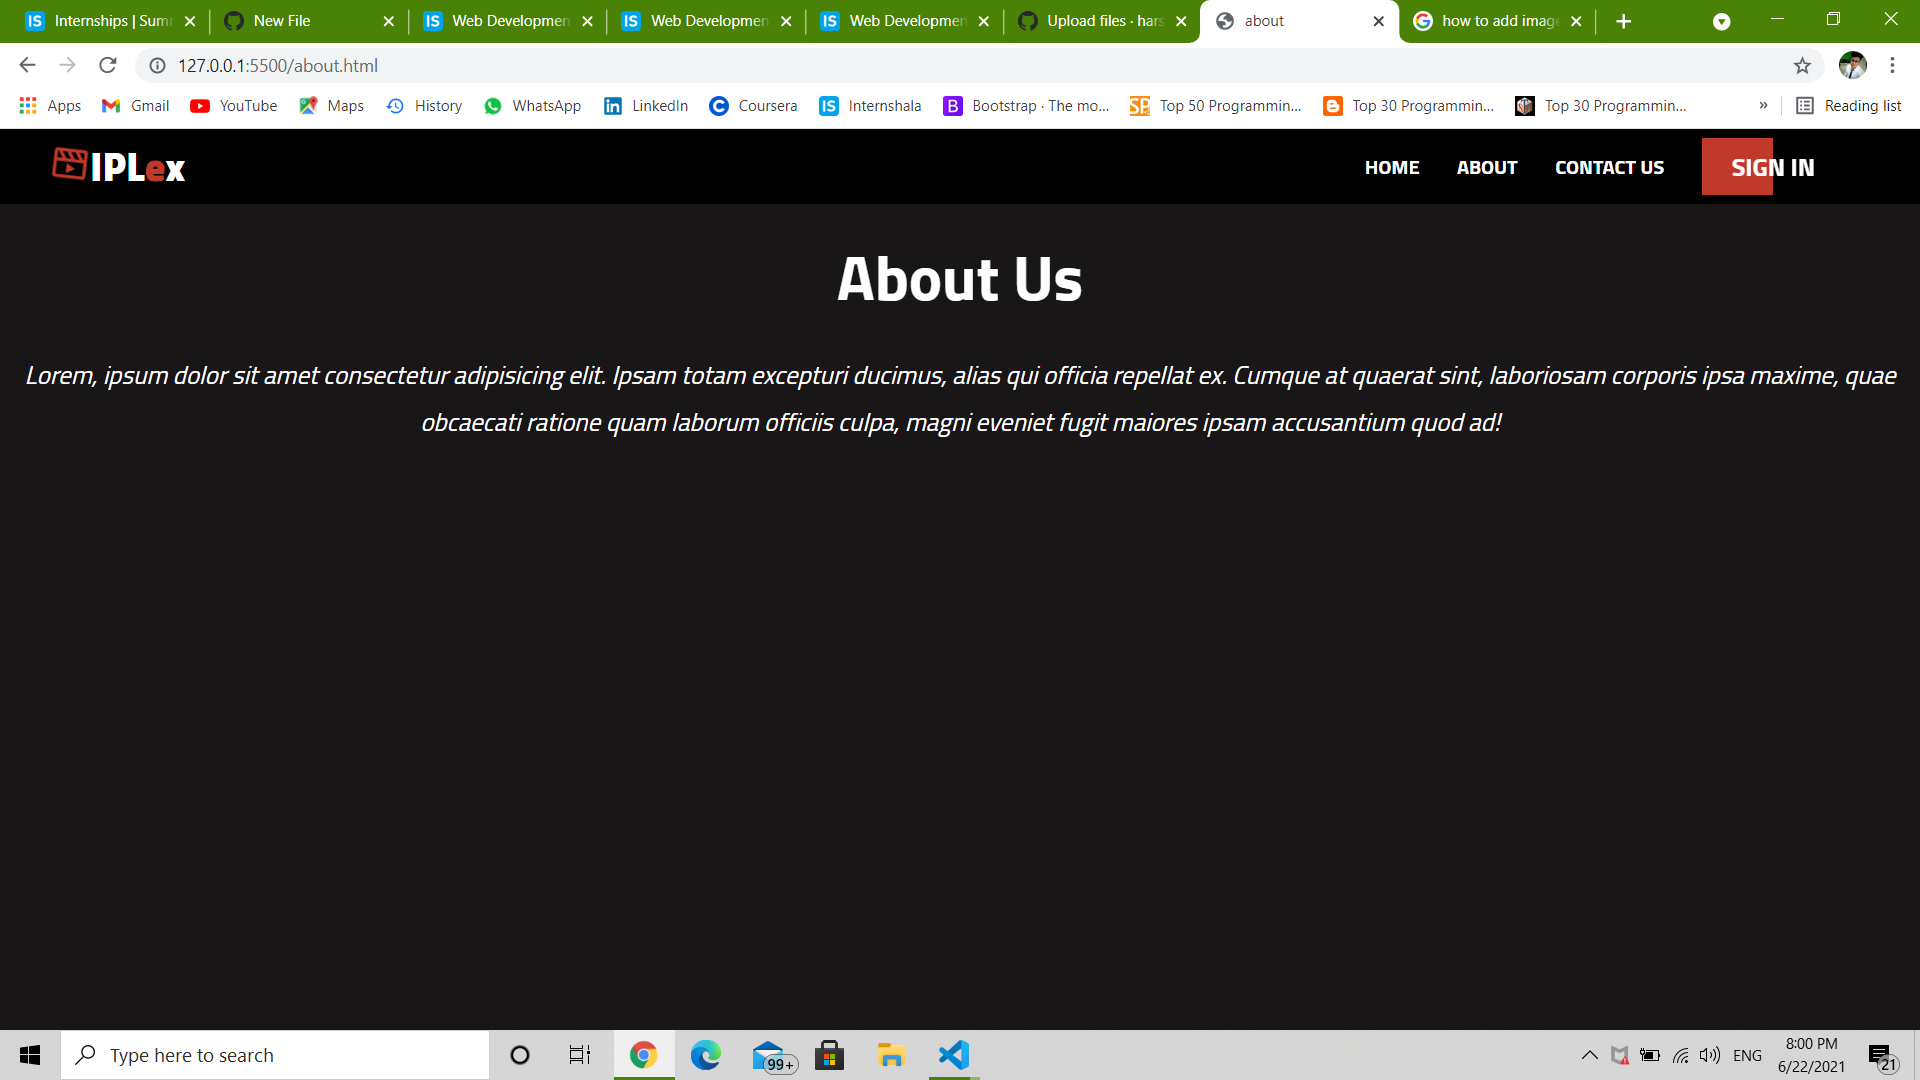 Internships | Sum
New File
Web Developmen
Web Developmen
Web Developmen
Upload files · hars
about
how to add image
127.0.0.1:5500/about.html
Apps
Gmail
YouTube
Maps
History
WhatsApp
LinkedIn
Coursera
IS Internshala
B Bootstrap · The mo...
SP Top 50 Programmin...
Top 30 Programmin...
Top 30 Programmin...
»
Reading list
IPLex
HOME
ABOUT
CONTACT US
SIGN IN
About Us
Lorem, ipsum dolor sit amet consectetur adipisicing elit. Ipsam totam excepturi ducimus, alias qui officia repellat ex. Cumque at quaerat sint, laboriosam corporis ipsa maxime, quae
obcaecati ratione quam laborum officiis culpa, magni eveniet fugit maiores ipsam accusantium quod ad!
Type here to search
99+
ENG
8:00 PM
6/22/2021
21